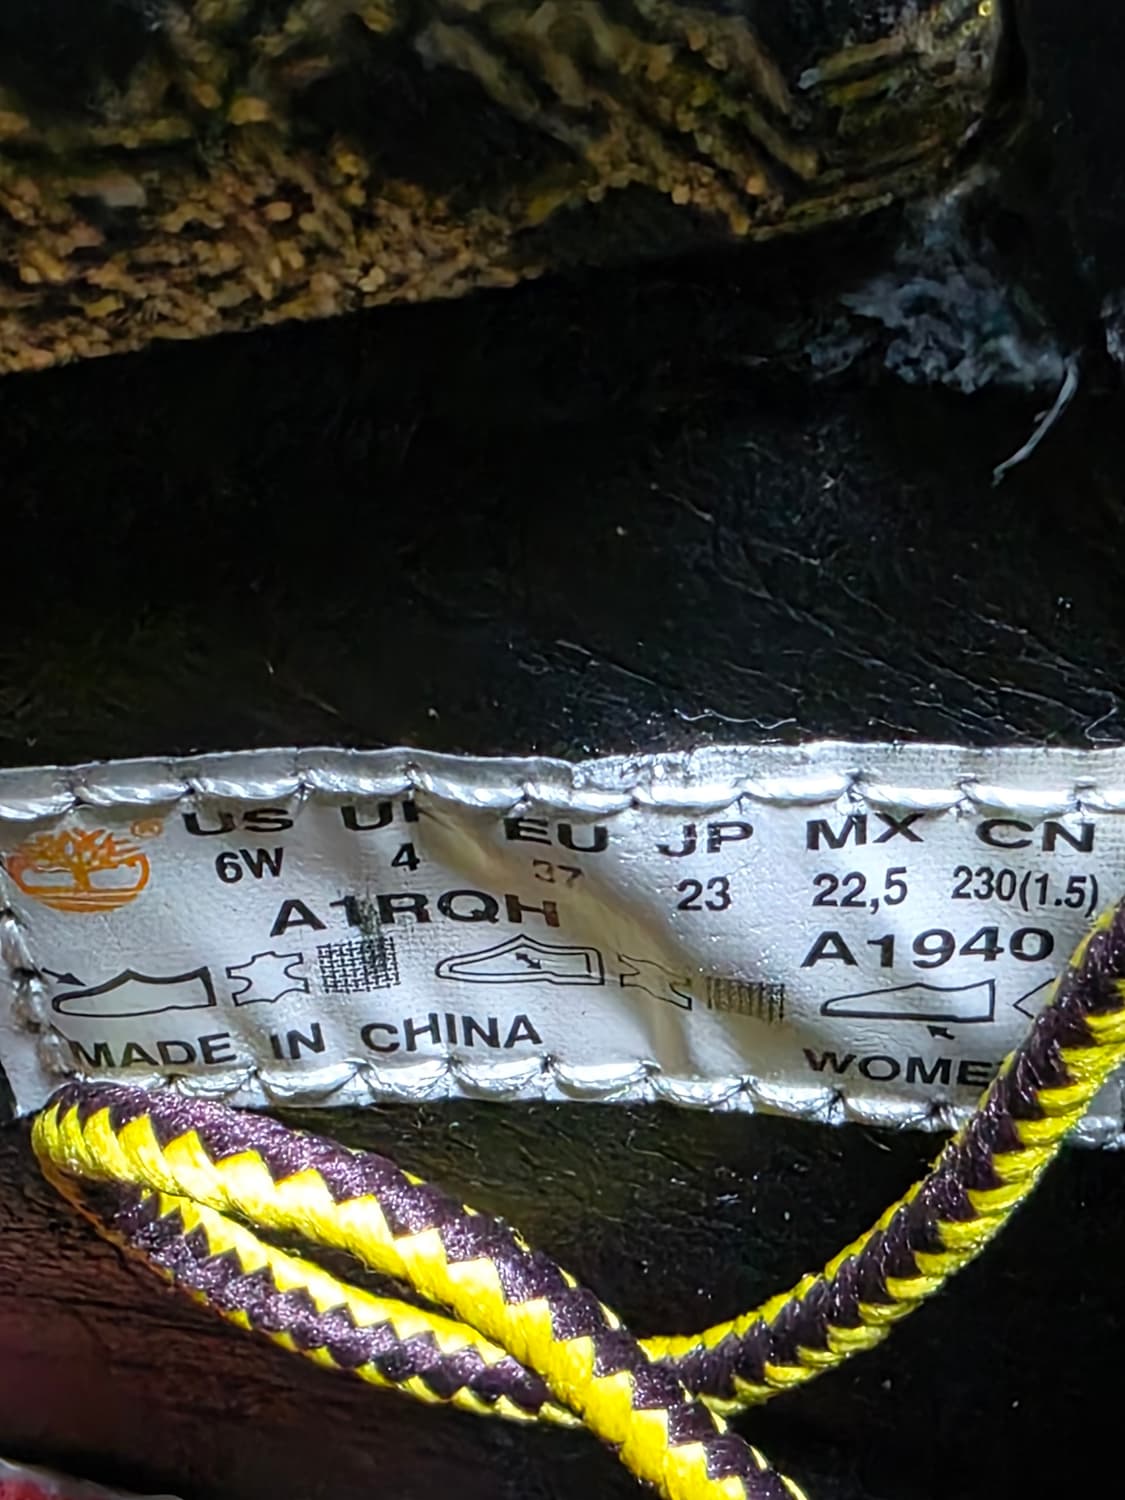 US UK EU JP MX CN
6W 4 37 23 22,5 230(1.5)
A1RQH A1940
MADE IN CHINA